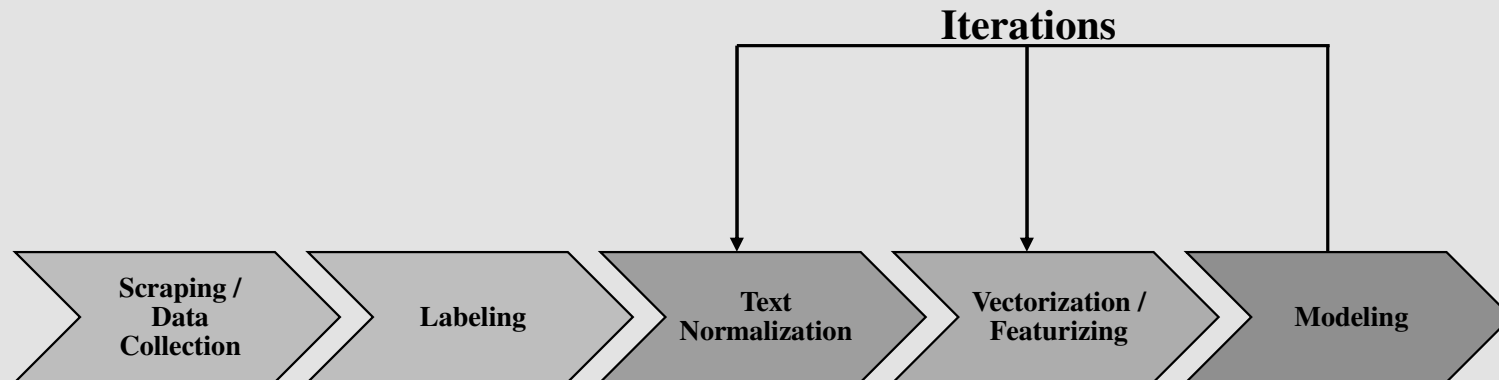 Iterations
Scraping /
Data
Collection
Labeling
Text
Normalization
Vectorization /
Featurizing
Modeling